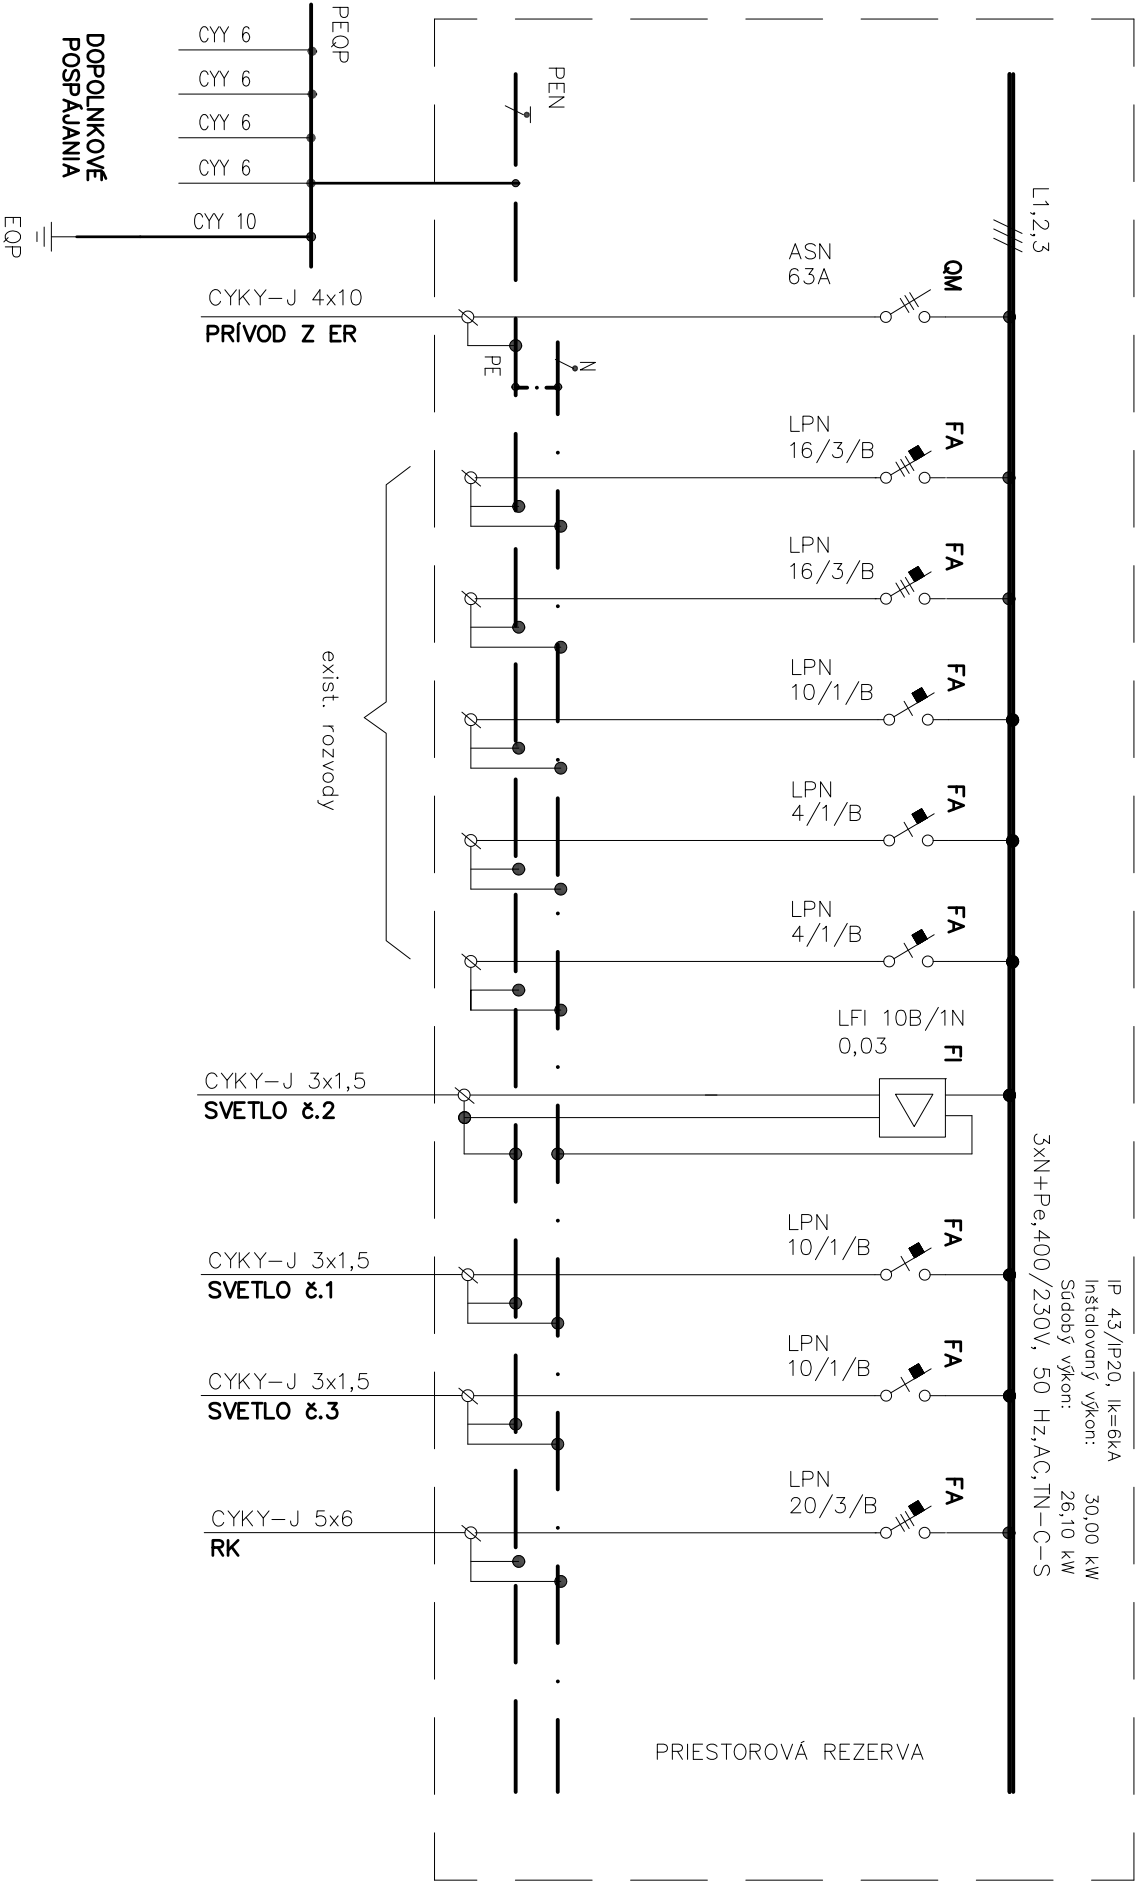 CYY 6
CYY 6
CYY 6
CYY 6
CYY 10
DOPOLNKOVÉ
POSPÁJANIA
EQP
PEQP
PEN
L1,2,3
ASN
63A
QM
CYKY-J 4x10
PRÍVOD Z ER
PE
N
LPN
16/3/B
FA
LPN
16/3/B
FA
LPN
10/1/B
FA
LPN
4/1/B
FA
LPN
4/1/B
FA
exist. rozvody
LFI 10B/1N
0,03
FI
CYKY-J 3x1,5
SVETLO č.2
LPN
10/1/B
FA
CYKY-J 3x1,5
SVETLO č.1
LPN
10/1/B
FA
CYKY-J 3x1,5
SVETLO č.3
LPN
20/3/B
FA
CYKY-J 5x6
RK
IP 43/IP20, Ik=6kA
Inštalovaný výkon: 30,00 kW
Súdobý výkon: 26,10 kW
3xN+Pe,400/230V, 50 Hz,AC,TN-C-S
PRIESTOROVÁ REZERVA